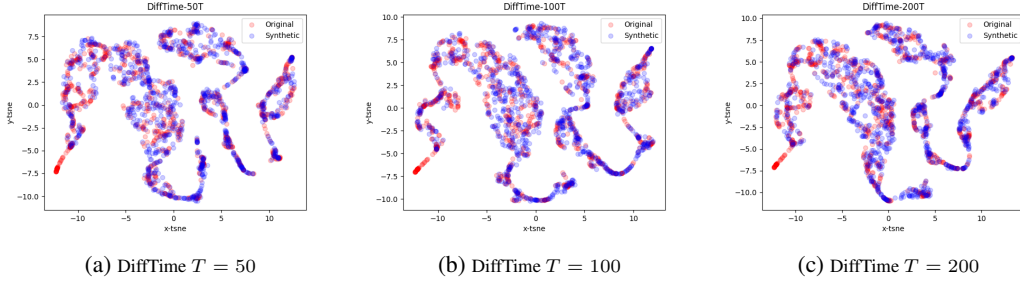 DiffTime-50T
Original
Synthetic
7.5
5.0
2.5
0.0
−2.5
−5.0
−7.5
−10.0
y-tsne
−10
−5
0
5
10
x-tsne
(a) DiffTime T = 50
DiffTime-100T
Original
Synthetic
10.0
7.5
5.0
2.5
0.0
−2.5
−5.0
−7.5
−10.0
y-tsne
−10
−5
0
5
10
x-tsne
(b) DiffTime T = 100
DiffTime-200T
Original
Synthetic
10.0
7.5
5.0
2.5
0.0
−2.5
−5.0
−7.5
−10.0
y-tsne
−10
−5
0
5
10
x-tsne
(c) DiffTime T = 200